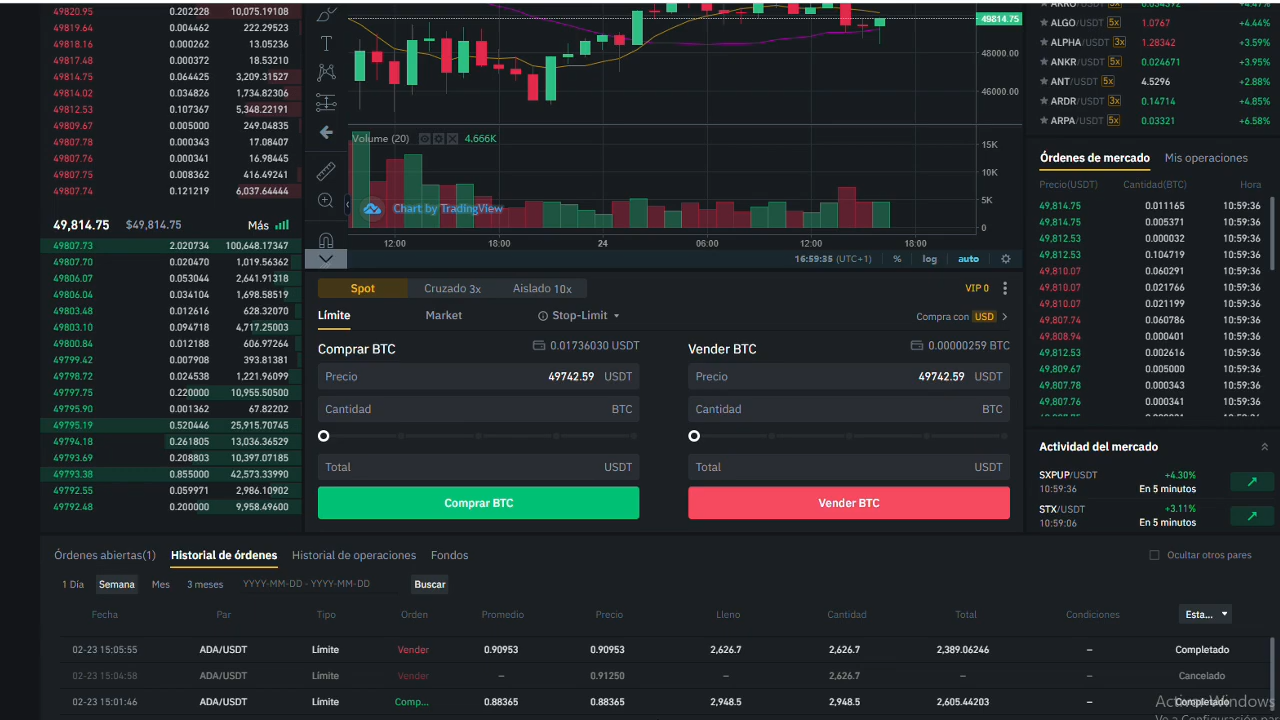 49820.95 0.202228 10,075.19108
49819.64 0.004462 222.29523
49818.16 0.000262 13.05236
49817.48 0.000372 18.53210
49814.75 0.064425 3,209.31527
49814.02 0.034826 1,734.82306
49812.53 0.107367 5,348.22191
49809.67 0.005000 249.04835
49807.78 0.000343 17.08407
49807.76 0.000341 16.98445
49807.75 0.008362 416.49241
49807.74 0.121219 6,037.64444
49,814.75 $49,814.75 Más
49807.73 2.020734 100,648.17347
49807.70 0.020470 1,019.56362
49806.07 0.053044 2,641.91318
49806.04 0.034104 1,698.58519
49803.48 0.012616 628.32070
49803.10 0.094718 4,717.25003
49800.84 0.012188 606.97264
49799.42 0.007908 393.81381
49798.72 0.024538 1,221.96099
49797.75 0.220000 10,955.50500
49795.90 0.001362 67.82202
49795.19 0.520446 25,915.70745
49794.18 0.261805 13,036.36529
49793.69 0.208803 10,397.07185
49793.38 0.855000 42,573.33990
49792.55 0.059971 2,986.10902
49792.48 0.200000 9,958.49600
49814.75
48000.00
46000.00
Volume (20) 4.666K
15K
10K
5K
0
Chart by TradingView
12:00 18:00 24 06:00 12:00 18:00
16:59:35 (UTC+1) % log auto
Spot Cruzado 3x Aislado 10x VIP 0
Límite Market Stop-Limit Compra con USD
Comprar BTC 0.01736030 USDT
Precio 49742.59 USDT
Cantidad BTC
Total USDT
Comprar BTC
Vender BTC 0.00000259 BTC
Precio 49742.59 USDT
Cantidad BTC
Total USDT
Vender BTC
ALGO/USDT 5x 1.0767 +4.44%
ALPHA/USDT 3x 1.28342 +3.59%
ANKR/USDT 5x 0.024671 +3.95%
ANT/USDT 5x 4.5296 +2.88%
ARDR/USDT 3x 0.14714 +4.85%
ARPA/USDT 5x 0.03321 +6.58%
Órdenes de mercado Mis operaciones
Precio(USDT) Cantidad(BTC) Hora
49,814.75 0.011165 10:59:36
49,814.75 0.005371 10:59:36
49,812.53 0.000032 10:59:36
49,812.53 0.104719 10:59:36
49,810.07 0.060291 10:59:36
49,810.07 0.021766 10:59:36
49,810.07 0.021199 10:59:36
49,807.74 0.060786 10:59:36
49,808.94 0.000401 10:59:36
49,812.53 0.002616 10:59:36
49,809.67 0.005000 10:59:36
49,807.78 0.000343 10:59:36
49,807.76 0.000341 10:59:36
Actividad del mercado
SXPUP/USDT +4.30%
10:59:36 En 5 minutos
STX/USDT +3.11%
10:59:06 En 5 minutos
Órdenes abiertas(1) Historial de órdenes Historial de operaciones Fondos Ocultar otros pares
1 Día Semana Mes 3 meses YYYY-MM-DD - YYYY-MM-DD Buscar
Fecha Par Tipo Orden Promedio Precio Lleno Cantidad Total Condiciones Esta...
02-23 15:05:55 ADA/USDT Límite Vender 0.90953 0.90953 2,626.7 2,626.7 2,389.06246 – Completado
02-23 15:04:58 ADA/USDT Límite Vender – 0.91250 – 2,626.7 – – Cancelado
02-23 15:01:46 ADA/USDT Límite Comp... 0.88365 0.88365 2,948.5 2,948.5 2,605.44203 – Completado
Activar Windows